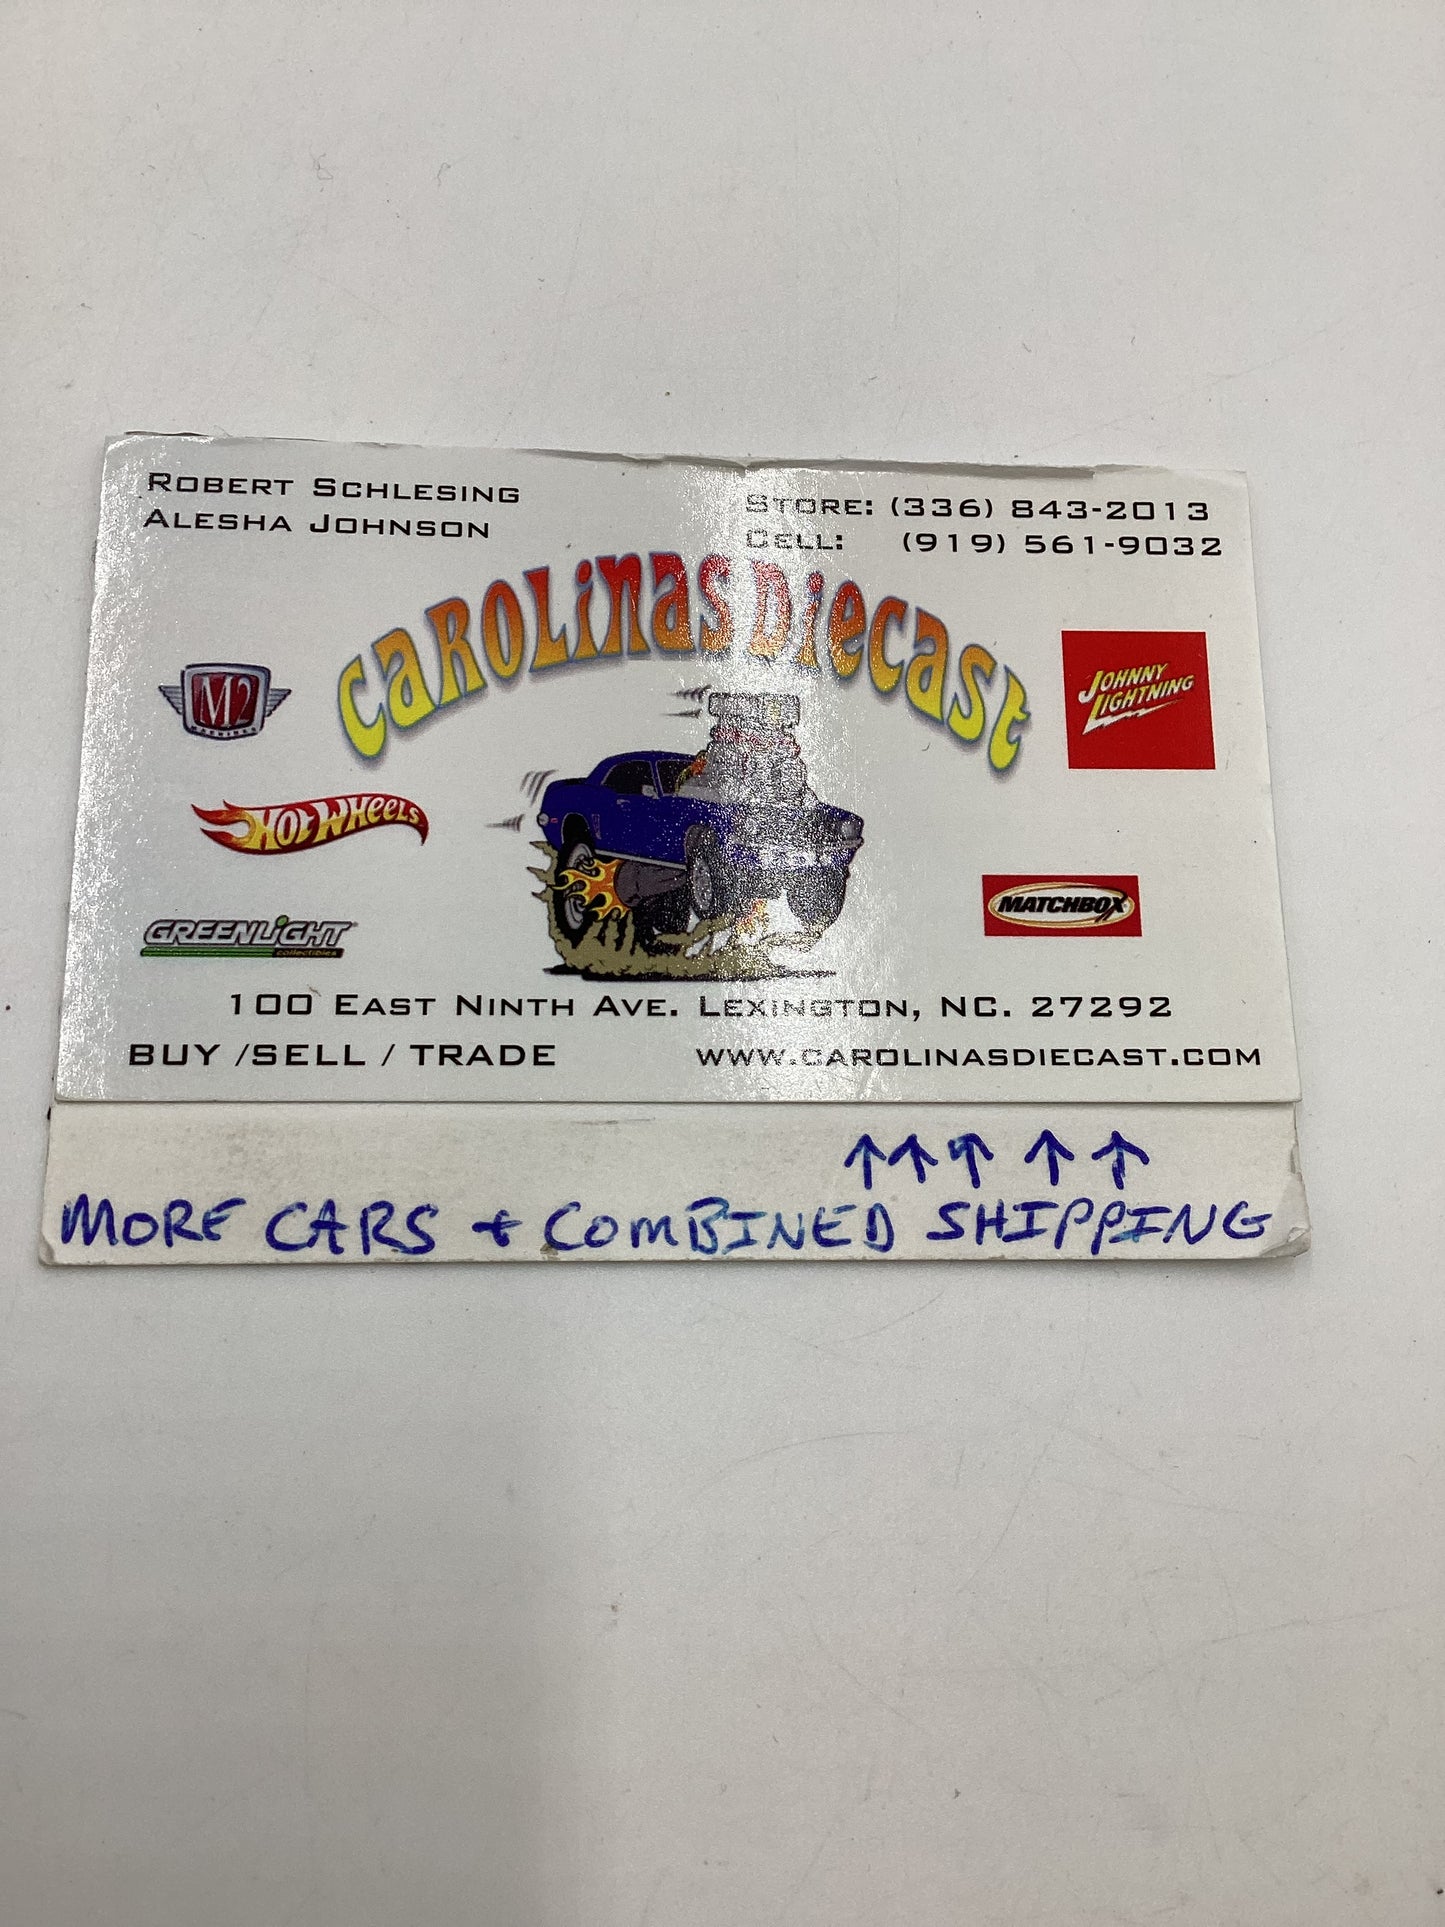 ROBERT SCHLESING
ALESHA JOHNSON
STORE: (336) 843-2013
CELL: (919) 561-9032
CAROLINAS DIECAST
M2
MACHINES
JOHNNY
LIGHTNING
HOT WHEELS
MATCHBOX
GREENLIGHT
collectibles
100 EAST NINTH AVE. LEXINGTON, NC. 27292
BUY /SELL / TRADE
WWW.CAROLINASDIECAST.COM
↑↑↑↑↑
MORE CARS + COMBINED SHIPPING